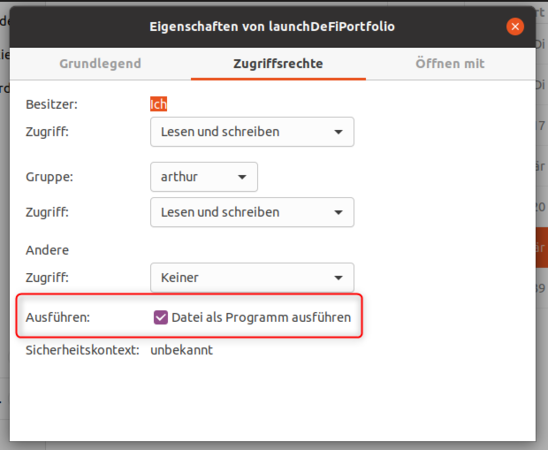 Eigenschaften von launchDeFiPortfolio
Grundlegend Zugriffsrechte Öffnen mit
Besitzer: Ich
Zugriff: Lesen und schreiben
Gruppe: arthur
Zugriff: Lesen und schreiben
Andere
Zugriff: Keiner
Ausführen: Datei als Programm ausführen
Sicherheitskontext: unbekannt